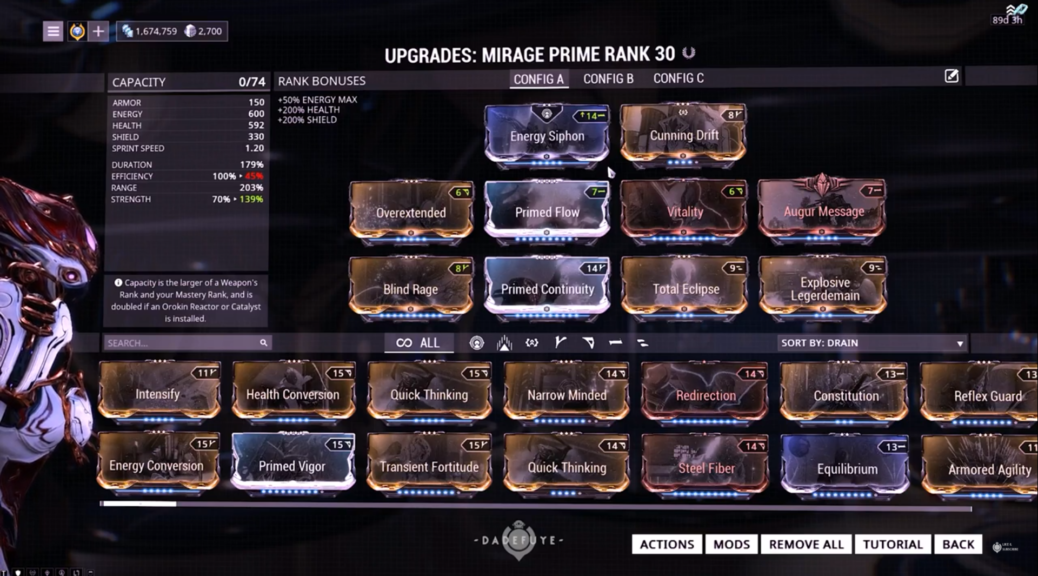 89d 3h
1,674,759 2,700
UPGRADES: MIRAGE PRIME RANK 30
CAPACITY 0/74
RANK BONUSES
CONFIG A CONFIG B CONFIG C
ARMOR 150
ENERGY 600
HEALTH 592
SHIELD 330
SPRINT SPEED 1.20
DURATION 179%
EFFICIENCY 100% 45%
RANGE 203%
STRENGTH 70% 139%
+50% ENERGY MAX
+200% HEALTH
+200% SHIELD
14
Energy Siphon
8
Cunning Drift
6
Overextended
7
Primed Flow
6
Vitality
7
Augur Message
8
Blind Rage
14
Primed Continuity
9
Total Eclipse
9
Explosive
Legerdemain
Capacity is the larger of a Weapon's
Rank and your Mastery Rank, and is
doubled if an Orokin Reactor or Catalyst
is installed.
SEARCH...
ALL
SORT BY: DRAIN
11
Intensify
15
Health Conversion
15
Quick Thinking
14
Narrow Minded
14
Redirection
13
Constitution
13
Reflex Guard
15
Energy Conversion
15
Primed Vigor
15
Transient Fortitude
14
Quick Thinking
14
Steel Fiber
13
Equilibrium
11
Armored Agility
-DADEFUYE-
ACTIONS MODS REMOVE ALL TUTORIAL BACK